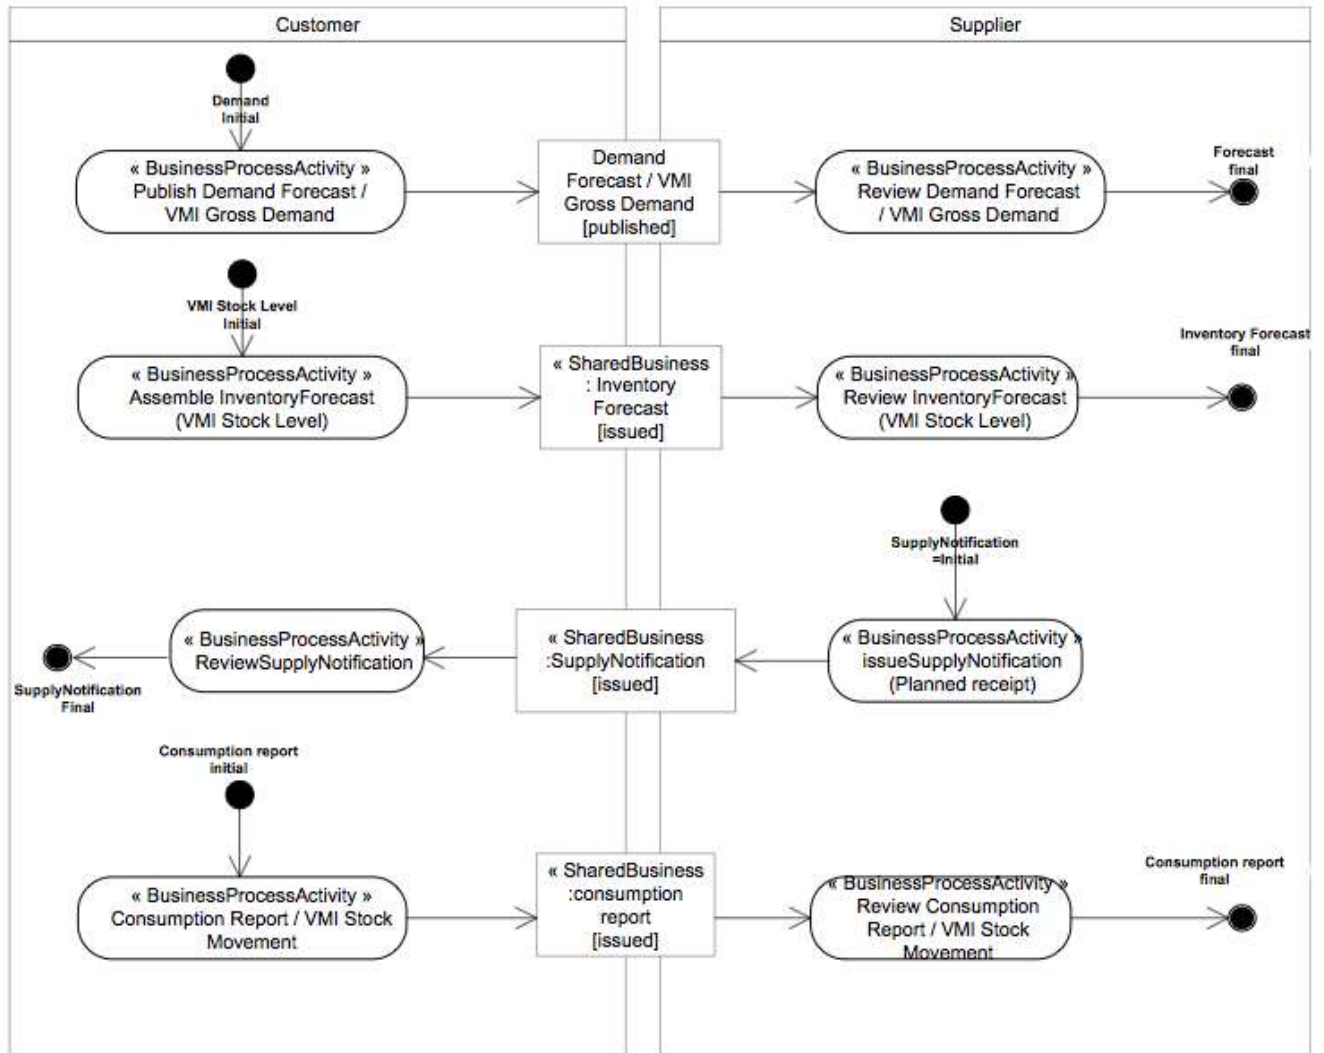 Customer
Supplier
Demand
Initial
« BusinessProcessActivity »
Publish Demand Forecast /
VMI Gross Demand
Demand
Forecast / VMI
Gross Demand
[published]
« BusinessProcessActivity »
Review Demand Forecast
/ VMI Gross Demand
Forecast
final
VMI Stock Level
Initial
« BusinessProcessActivity »
Assemble InventoryForecast
(VMI Stock Level)
« SharedBusiness
: Inventory
Forecast
[issued]
« BusinessProcessActivity »
Review InventoryForecast
(VMI Stock Level)
Inventory Forecast
final
SupplyNotification
=Initial
« BusinessProcessActivity »
ReviewSupplyNotification
SupplyNotification
Final
« SharedBusiness
:SupplyNotification
[issued]
« BusinessProcessActivity »
issueSupplyNotification
(Planned receipt)
Consumption report
initial
« BusinessProcessActivity »
Consumption Report / VMI Stock
Movement
« SharedBusiness
:consumption
report
[issued]
« BusinessProcessActivity »
Review Consumption
Report / VMI Stock
Movement
Consumption report
final